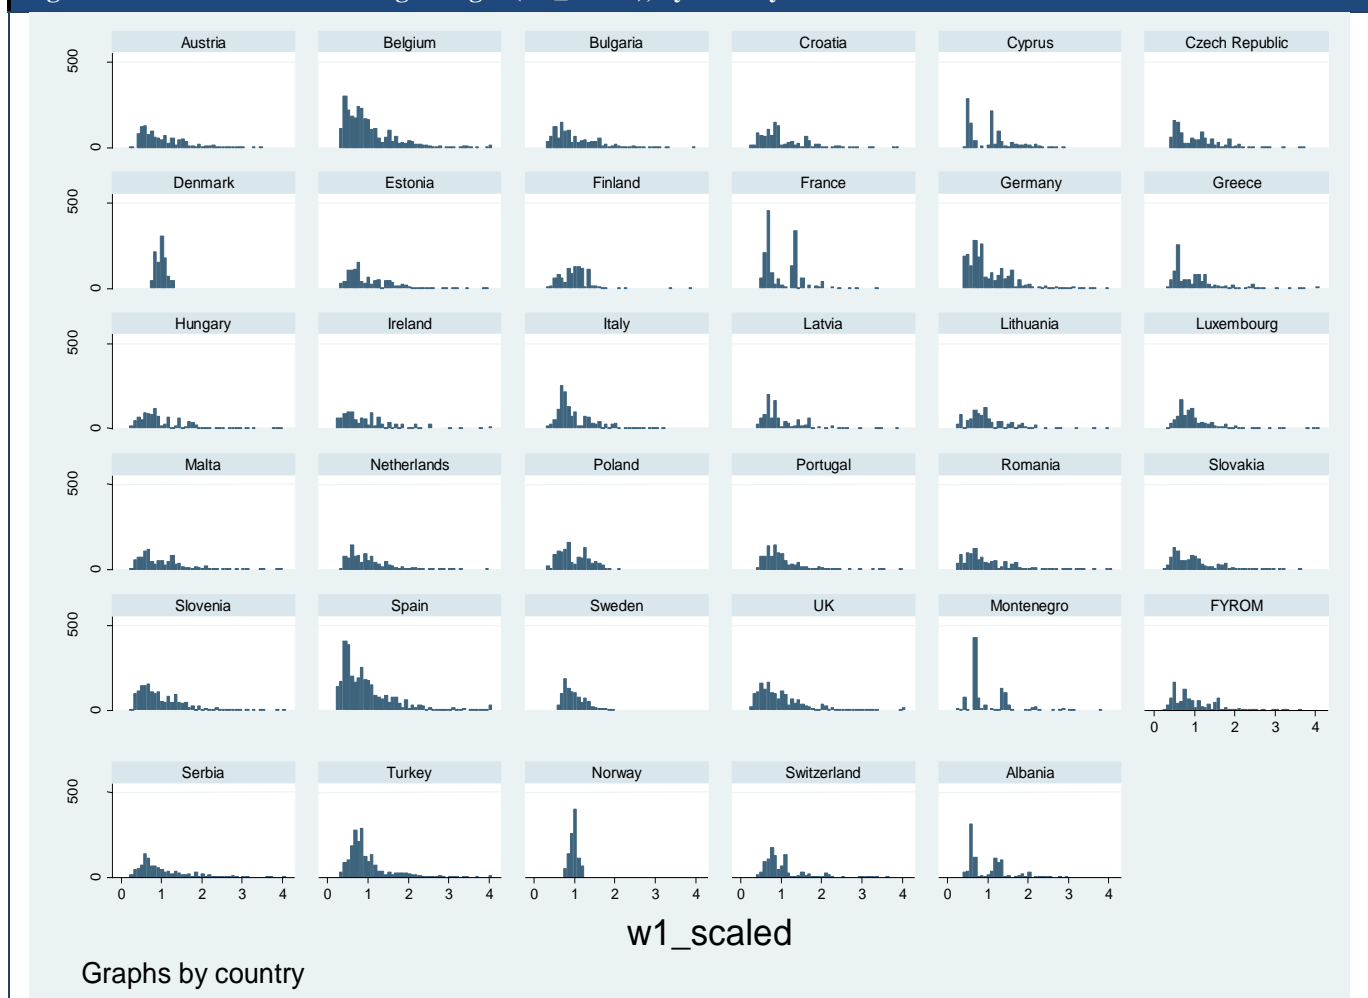 Austria Belgium Bulgaria Croatia Cyprus Czech Republic
500
0
Denmark Estonia Finland France Germany Greece
500
0
Hungary Ireland Italy Latvia Lithuania Luxembourg
500
0
Malta Netherlands Poland Portugal Romania Slovakia
500
0
Slovenia Spain Sweden UK Montenegro FYROM
500
0
0 1 2 3 4
Serbia Turkey Norway Switzerland Albania
500
0
0 1 2 3 4 0 1 2 3 4 0 1 2 3 4 0 1 2 3 4 0 1 2 3 4
w1_scaled
Graphs by country